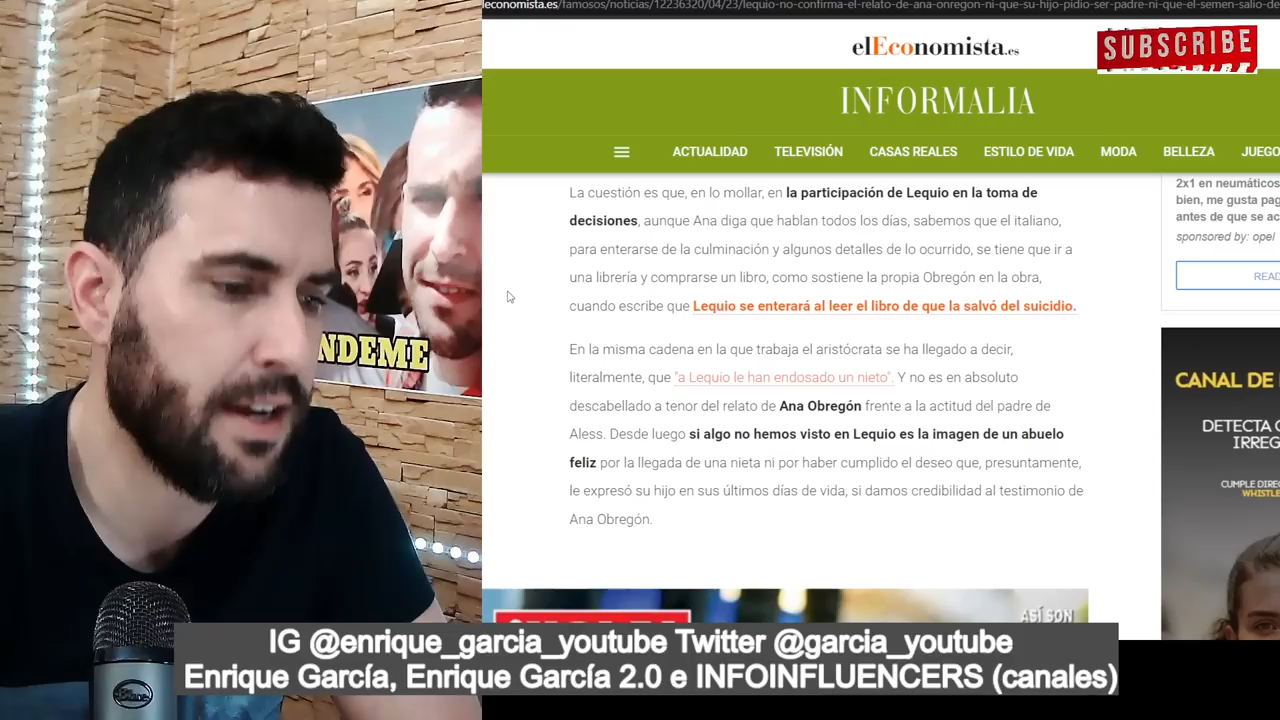 economista.es/famosos/noticias/12236320/04/23/lequio-no-confirma-el-relato-de-ana-onregon-ni-que-su-hijo-pidio-ser-padre-ni-que-el-semen-salio-de
elEconomista.es
SUBSCRIBE
INFORMALIA
ACTUALIDAD TELEVISIÓN CASAS REALES ESTILO DE VIDA MODA BELLEZA JUEGO
La cuestión es que, en lo mollar, en la participación de Lequio en la toma de
decisiones, aunque Ana diga que hablan todos los días, sabemos que el italiano,
para enterarse de la culminación y algunos detalles de lo ocurrido, se tiene que ir a
una librería y comprarse un libro, como sostiene la propia Obregón en la obra,
cuando escribe que Lequio se enterará al leer el libro de que la salvó del suicidio.
En la misma cadena en la que trabaja el aristócrata se ha llegado a decir,
literalmente, que "a Lequio le han endosado un nieto". Y no es en absoluto
descabellado a tenor del relato de Ana Obregón frente a la actitud del padre de
Aless. Desde luego si algo no hemos visto en Lequio es la imagen de un abuelo
feliz por la llegada de una nieta ni por haber cumplido el deseo que, presuntamente,
le expresó su hijo en sus últimos días de vida, si damos credibilidad al testimonio de
Ana Obregón.
2x1 en neumáticos
bien, me gusta pag
antes de que se ac
sponsored by: opel
READ
CANAL DE
DETECTA
IRREG
CUMPLE DIREC
WHISTLE
NDEME
ASÍ SON
IG @enrique_garcia_youtube Twitter @garcia_youtube
Enrique García, Enrique García 2.0 e INFOINFLUENCERS (canales)